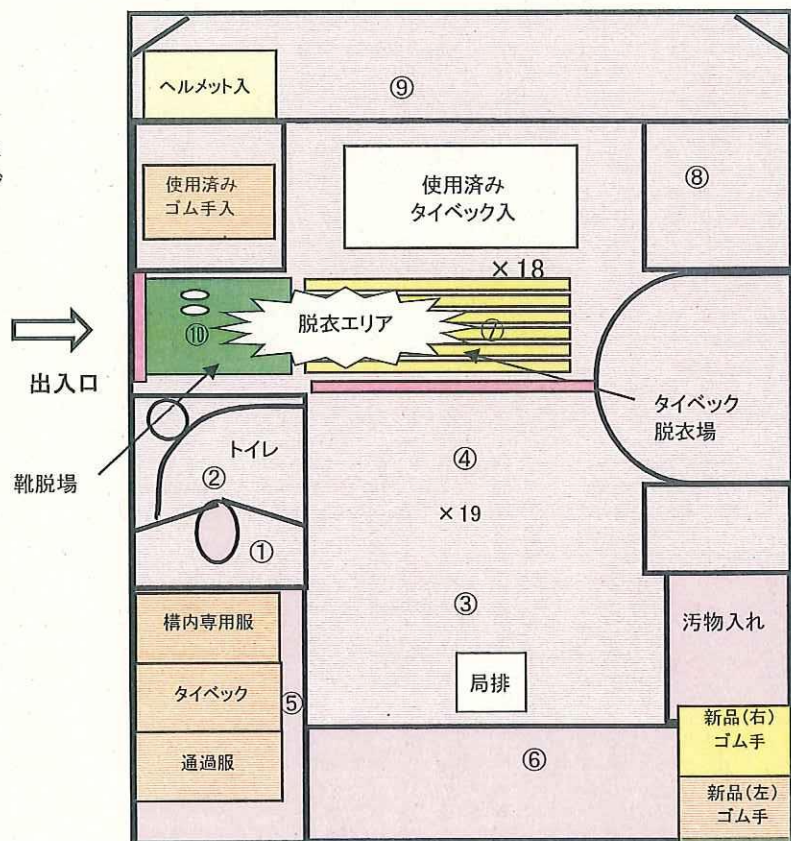 ヘルメット入
⑨
使用済み
ゴム手入
使用済み
タイベック入
⑧
×18
⑩
脱衣エリア
⑦
出入口
タイベック
脱衣場
靴脱場
トイレ
②
①
④
×19
③
局排
構内専用服
タイベック
通過服
⑤
⑥
汚物入れ
新品(右)
ゴム手
新品(左)
ゴム手